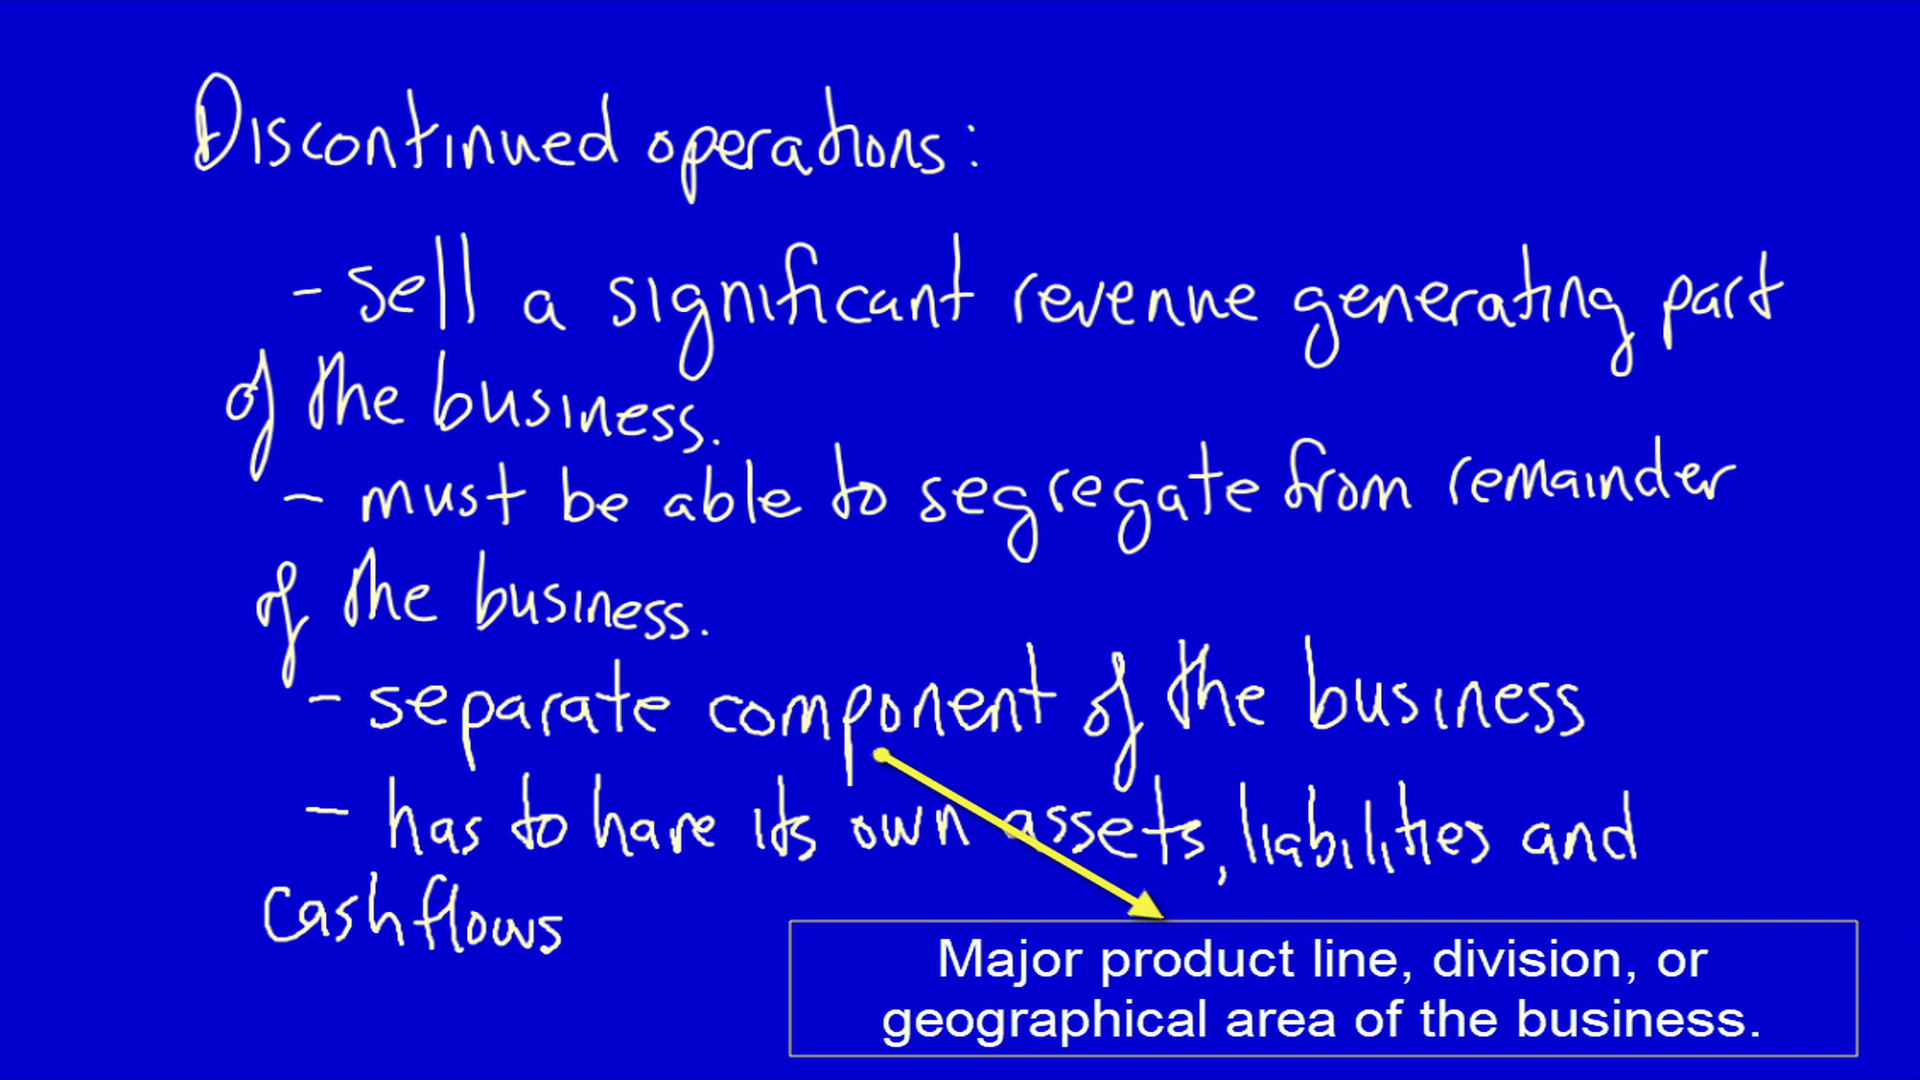 Discontinued operations:
- sell a significant revenue generating part
of the business.
- must be able to segregate from remainder
of the business.
- separate component of the business
- has to have its own assets, liabilities and
cashflows
Major product line, division, or
geographical area of the business.